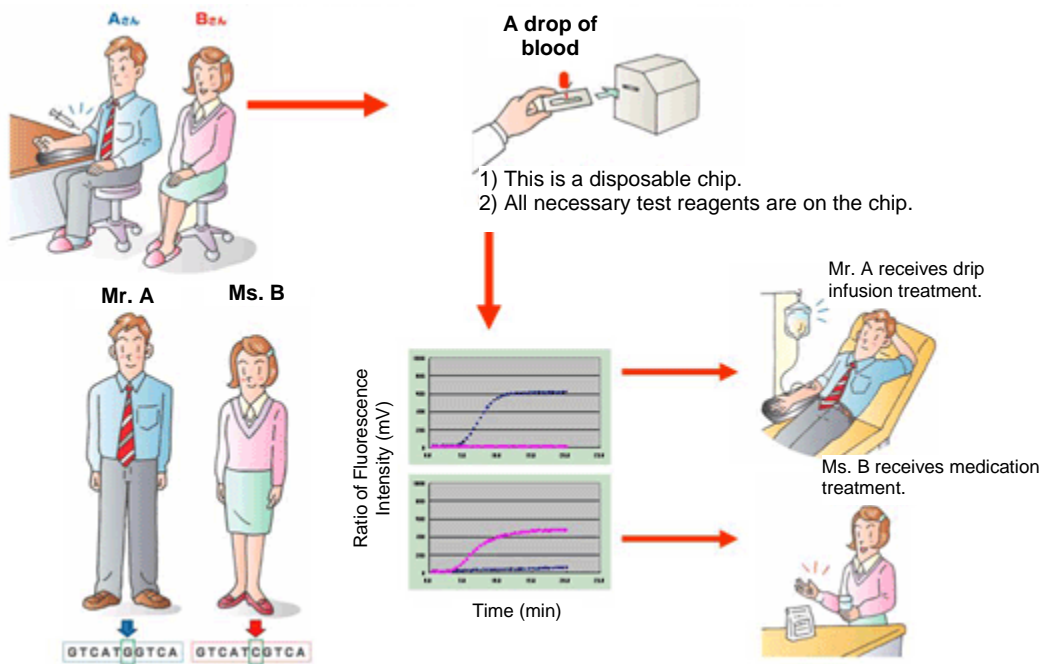 Aさん
Bさん
A drop of
blood
1) This is a disposable chip.
2) All necessary test reagents are on the chip.
Mr. A
Ms. B
GTCATGGTCA
GTCATCGTCA
Ratio of Fluorescence
Intensity (mV)
Time (min)
Mr. A receives drip
infusion treatment.
Ms. B receives medication
treatment.